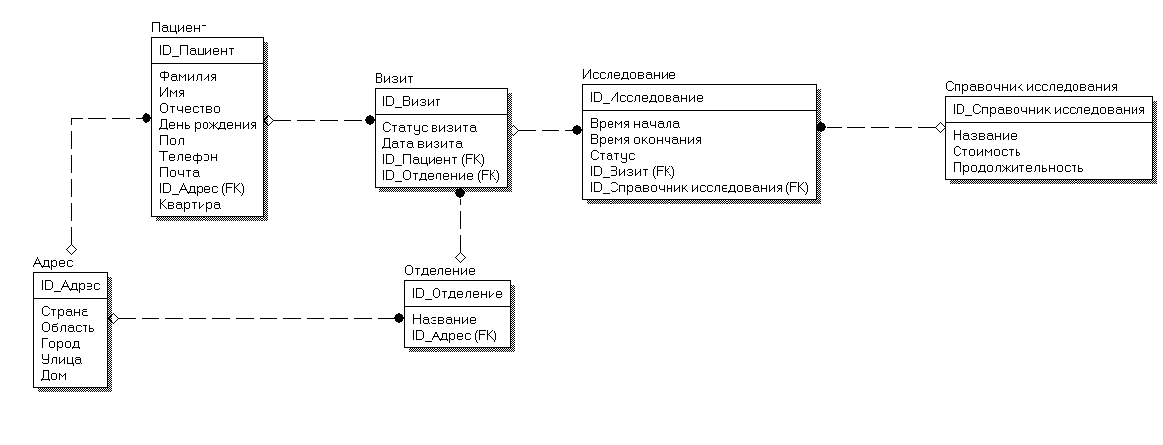 Пациент
ID_Пациент
Фамилия
Имя
Отчество
День рождения
Пол
Телефон
Почта
ID_Адрес (FK)
Квартира
Визит
ID_Визит
Статус визита
Дата визита
ID_Пациент (FK)
ID_Отделение (FK)
Исследование
ID_Исследование
Время начала
Время окончания
Статус
ID_Визит (FK)
ID_Справочник исследования (FK)
Справочник исследования
ID_Справочник исследования
Название
Стоимость
Продолжительность
Адрес
ID_Адрес
Страна
Область
Город
Улица
Дом
Отделение
ID_Отделение
Название
ID_Адрес (FK)